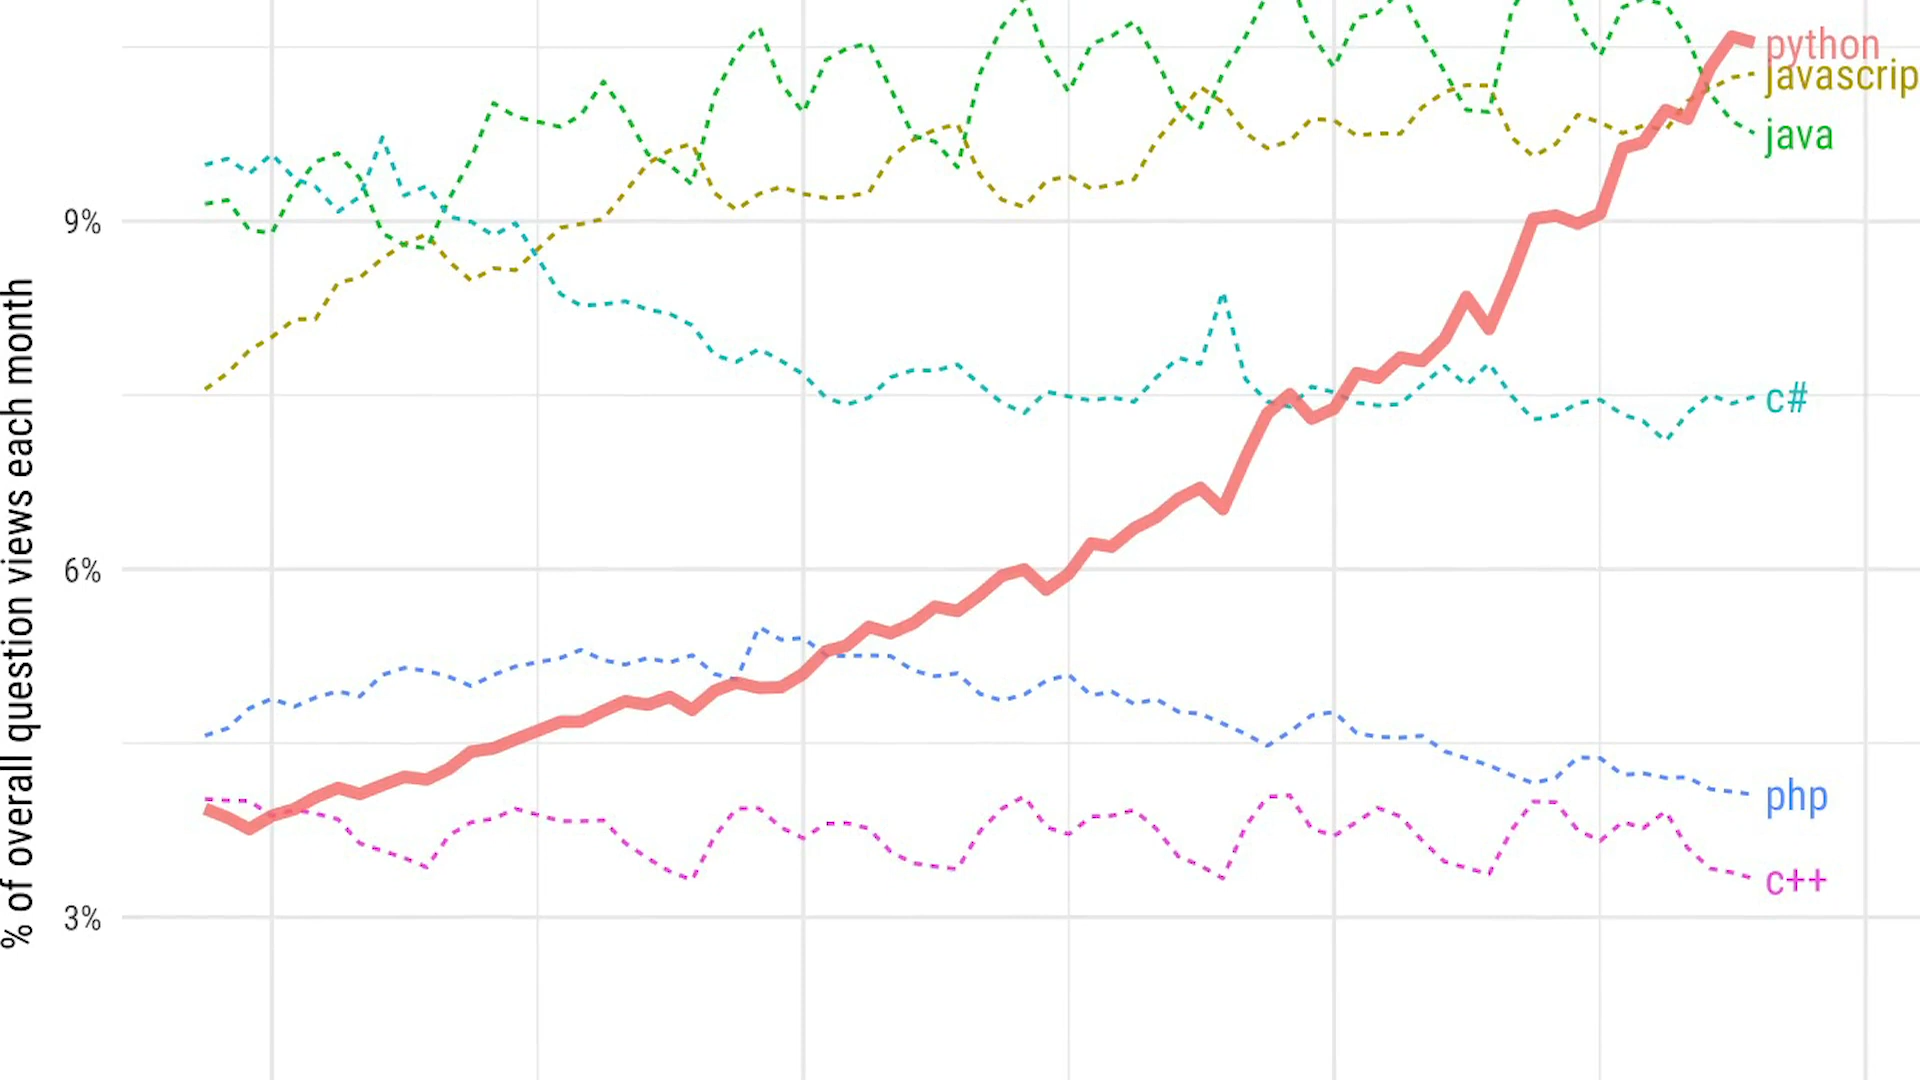 python
javascrip
java
9%
c#
% of overall question views each month
6%
php
c++
3%